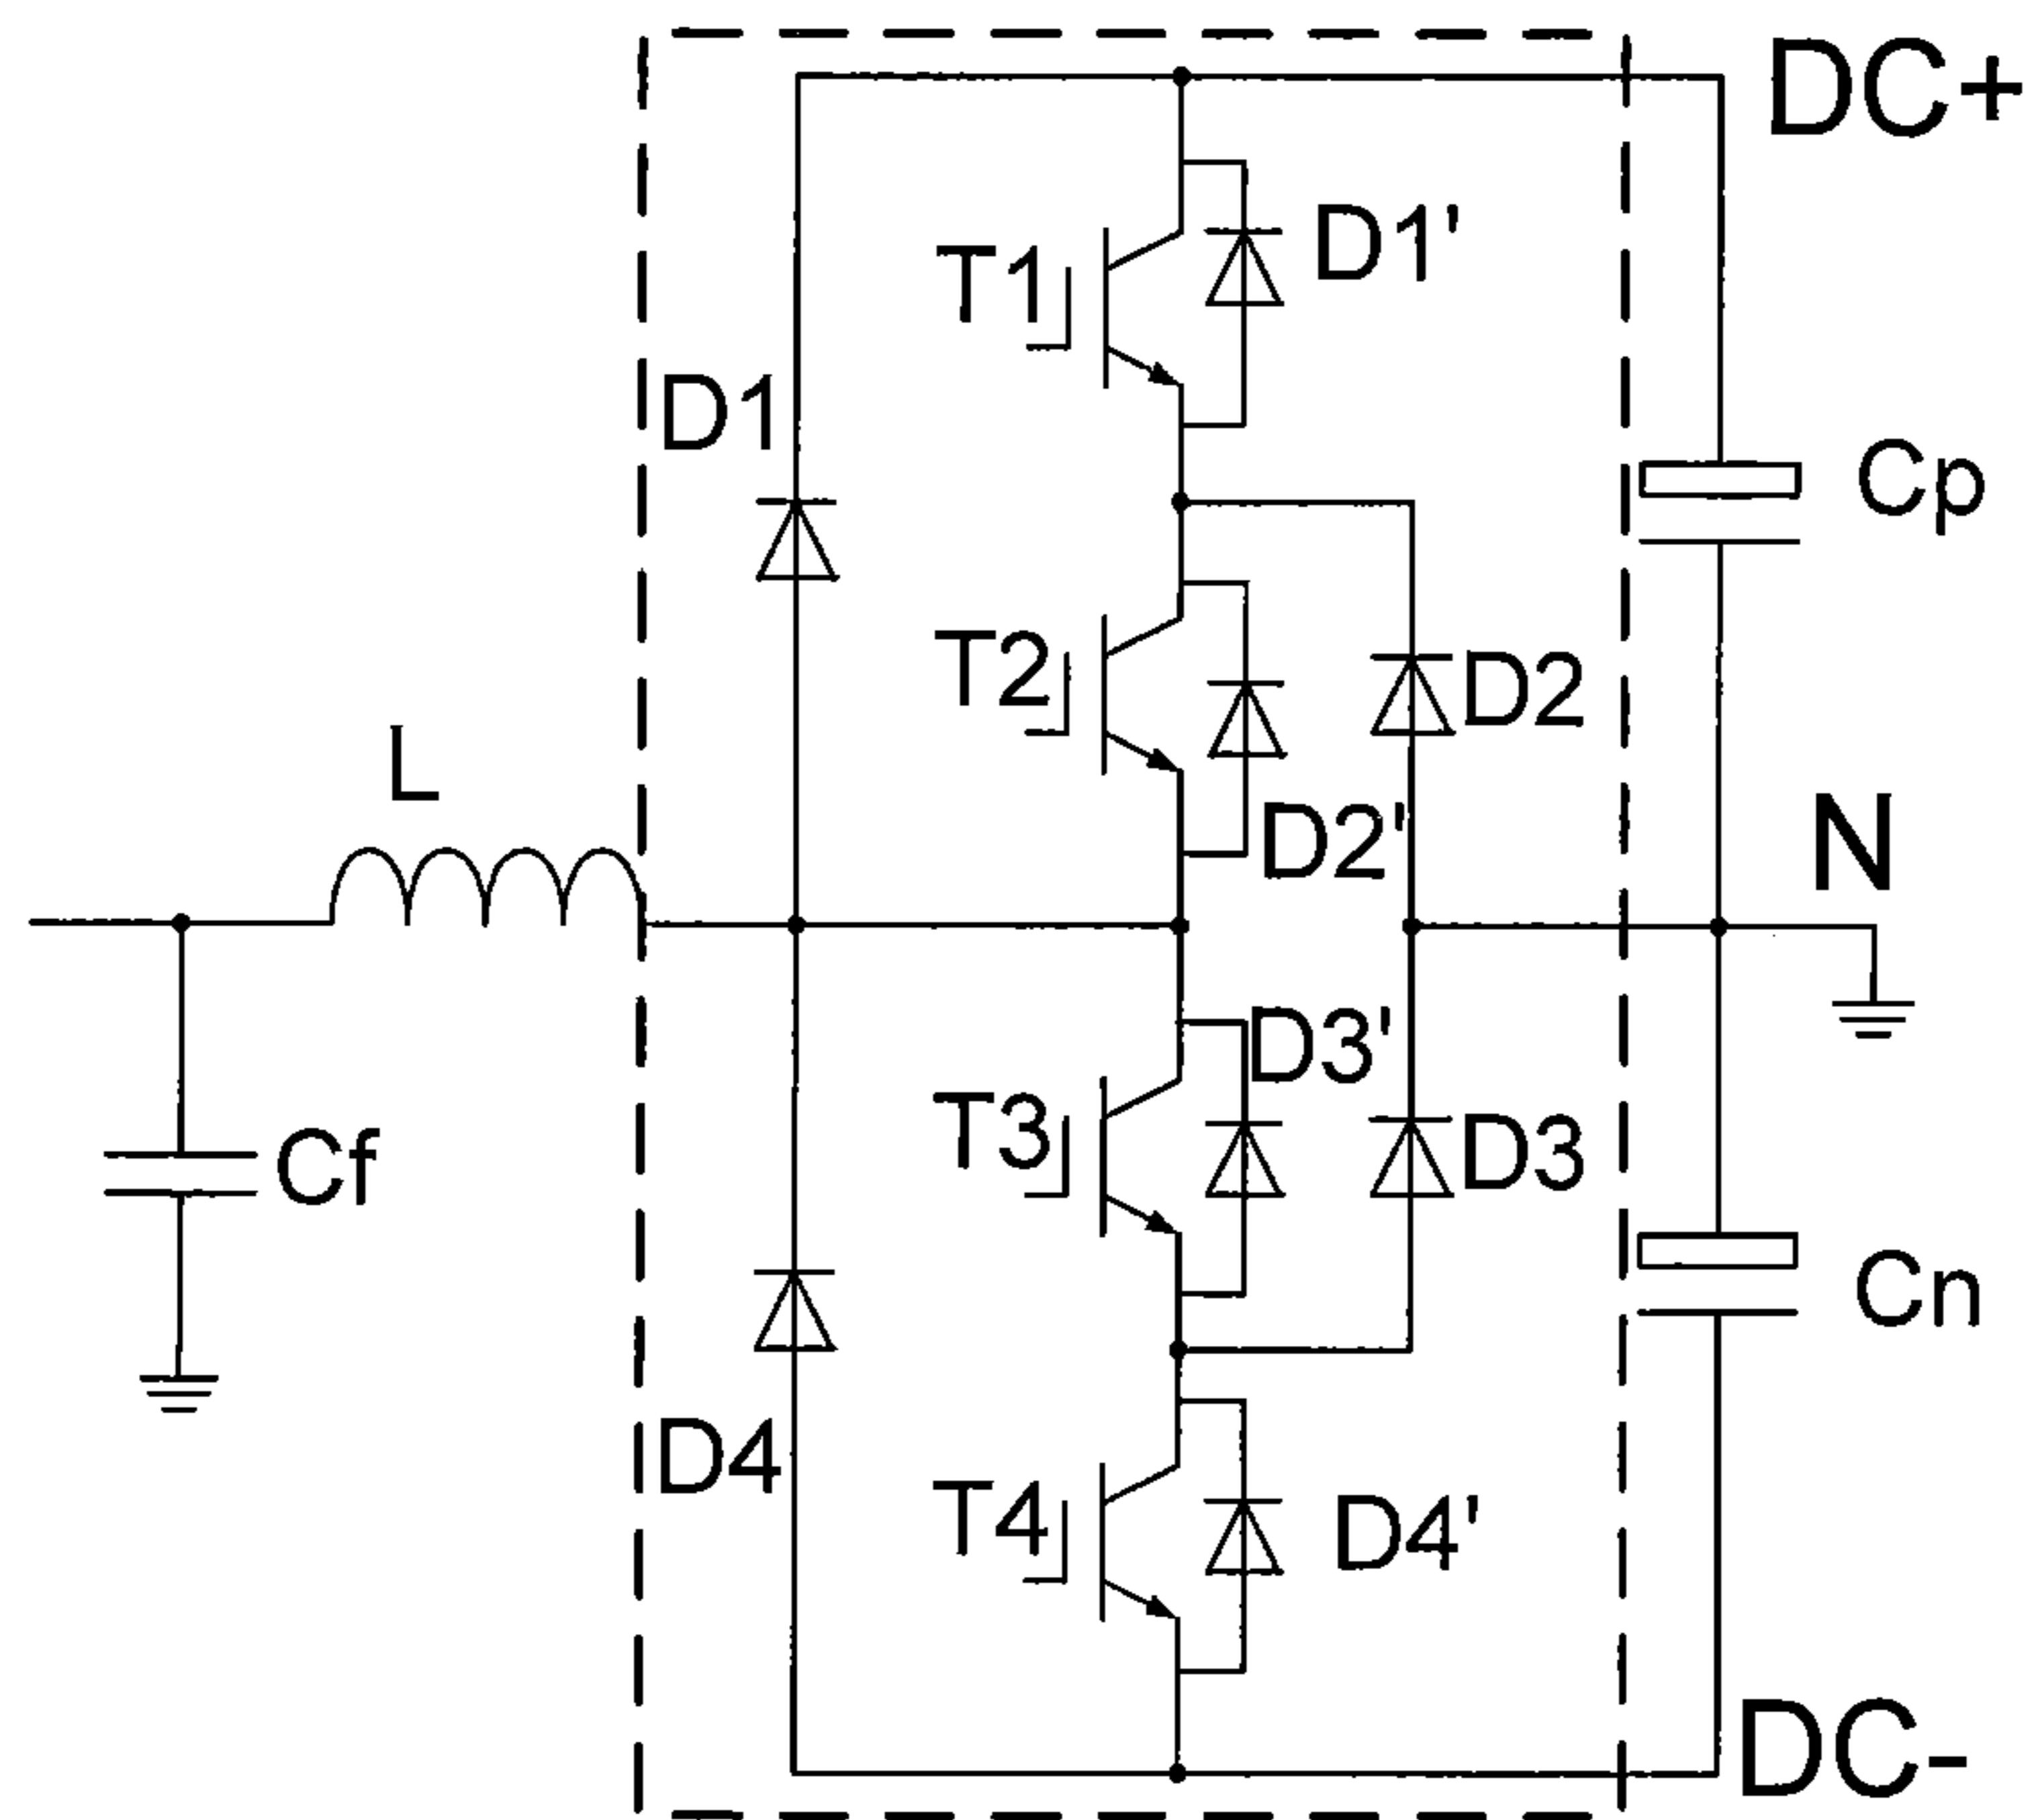 DC+
D1'
T1
D1
Cp
T2
D2
L
D2'
N
D3'
T3
D3
Cf
Cn
D4
T4
D4'
DC-